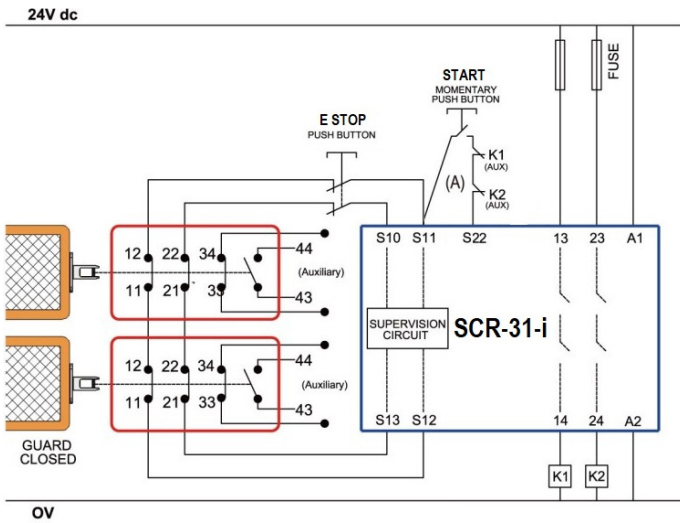 24V dc
START
MOMENTARY
PUSH BUTTON
FUSE
E STOP
PUSH BUTTON
K1
(AUX)
(A)
K2
(AUX)
S10 S11 S22 13 23 A1
12 22 34 44
(Auxiliary)
11 21 33 43
SUPERVISION
CIRCUIT
SCR-31-i
12 22 34 44
(Auxiliary)
11 21 33 43
S13 S12 14 24 A2
GUARD
CLOSED
K1 K2
OV